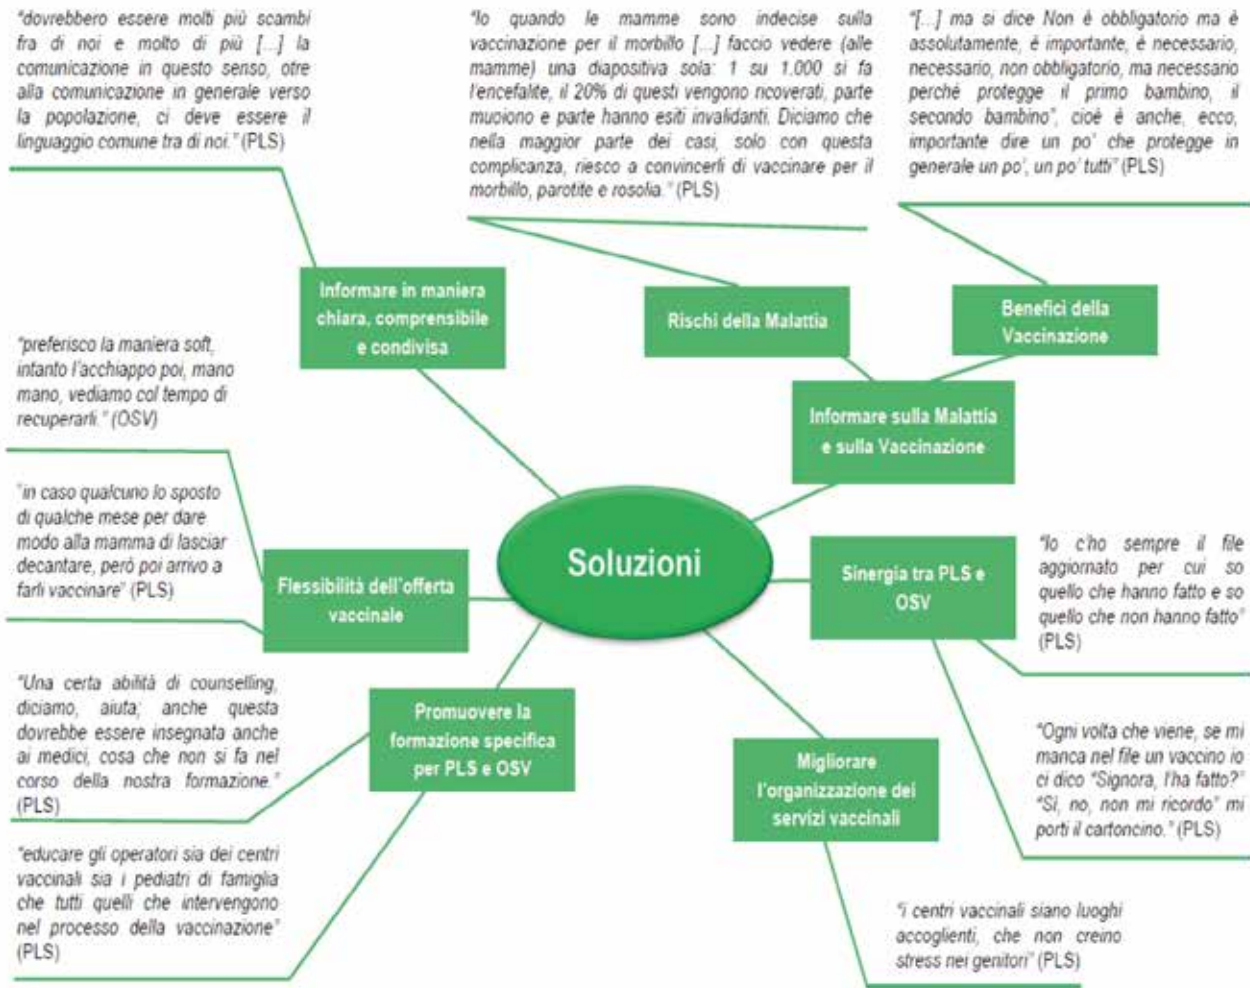 "dovrebbero essere molti più scambi
fra di noi e molto di più [...] la
comunicazione in questo senso, otre
alla comunicazione in generale verso
la popolazione, ci deve essere il
linguaggio comune tra di noi." (PLS)
"Io quando le mamme sono indecise sulla
vaccinazione per il morbillo [...] faccio vedere (alle
mamme) una diapositiva sola: 1 su 1.000 si fa
l'encefalite, il 20% di questi vengono ricoverati, parte
muoiono e parte hanno esiti invalidanti. Diciamo che
nella maggior parte dei casi, solo con questa
complicanza, riesco a convincerli di vaccinare per il
morbillo, parotite e rosolia." (PLS)
"[...] ma si dice Non è obbligatorio ma è
assolutamente, è importante, è necessario,
necessario, non obbligatorio, ma necessario
perché protegge il primo bambino, il
secondo bambino", cioè è anche, ecco,
importante dire un po' che protegge in
generale un po', un po' tutti" (PLS)
Informare in maniera
chiara, comprensibile
e condivisa
Rischi della Malattia
Benefici della
Vaccinazione
"preferisco la maniera soft,
intanto l'acchiappo poi, mano
mano, vediamo col tempo di
recuperarli." (OSV)
Informare sulla Malattia
e sulla Vaccinazione
"in caso qualcuno lo sposto
di qualche mese per dare
modo alla mamma di lasciar
decantare, però poi arrivo a
farli vaccinare" (PLS)
Flessibilità dell'offerta
vaccinale
Soluzioni
Sinergia tra PLS e
OSV
"Io c'ho sempre il file
aggiornato per cui so
quello che hanno fatto e so
quello che non hanno fatto"
(PLS)
"Una certa abilità di counselling,
diciamo, aiuta; anche questa
dovrebbe essere insegnata anche
ai medici, cosa che non si fa nel
corso della nostra formazione."
(PLS)
Promuovere la
formazione specifica
per PLS e OSV
Migliorare
l'organizzazione dei
servizi vaccinali
"Ogni volta che viene, se mi
manca nel file un vaccino io
ci dico "Signora, l'ha fatto?"
"Sì, no, non mi ricordo" mi
porti il cartoncino." (PLS)
"educare gli operatori sia dei centri
vaccinali sia i pediatri di famiglia
che tutti quelli che intervengono
nel processo della vaccinazione"
(PLS)
"i centri vaccinali siano luoghi
accoglienti, che non creino
stress nei genitori" (PLS)